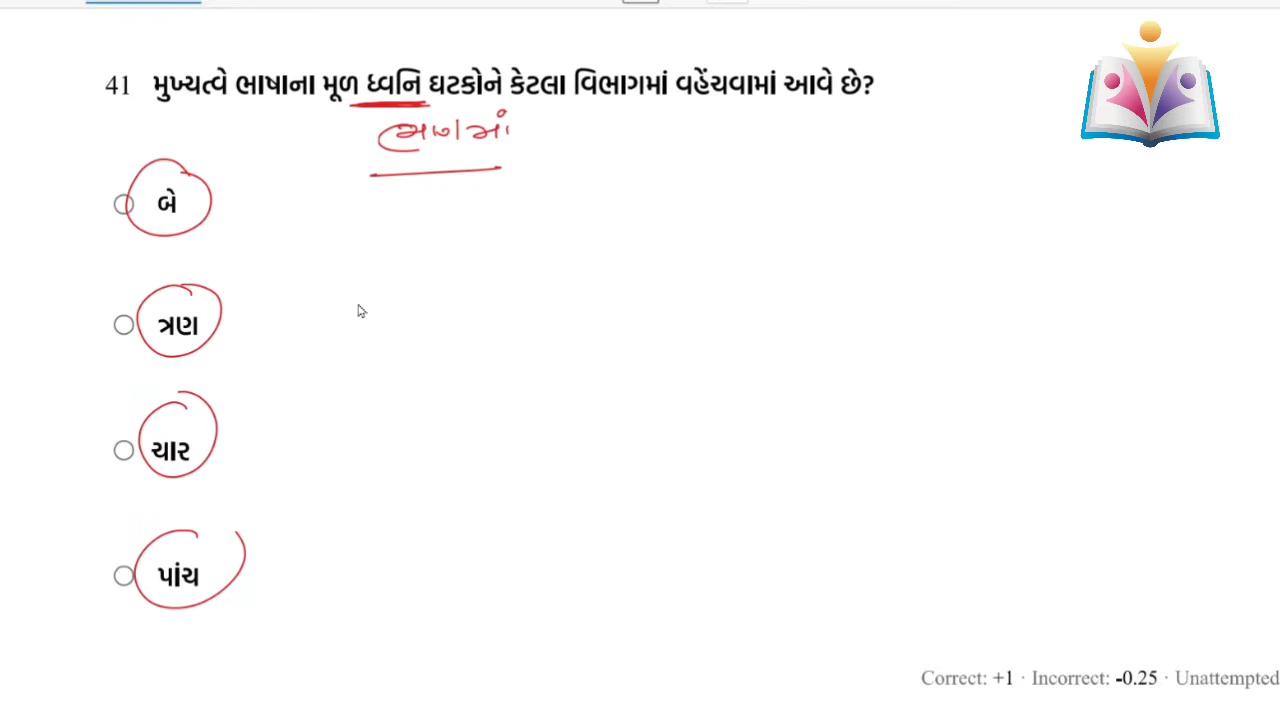 41 મુખ્યત્વે ભાષાના મૂળ ધ્વનિ ઘટકોને કેટલા વિભાગમાં વહેંચવામાં આવે છે?
બે
ત્રણ
ચાર
પાંચ
Correct: +1 · Incorrect: -0.25 · Unattempted